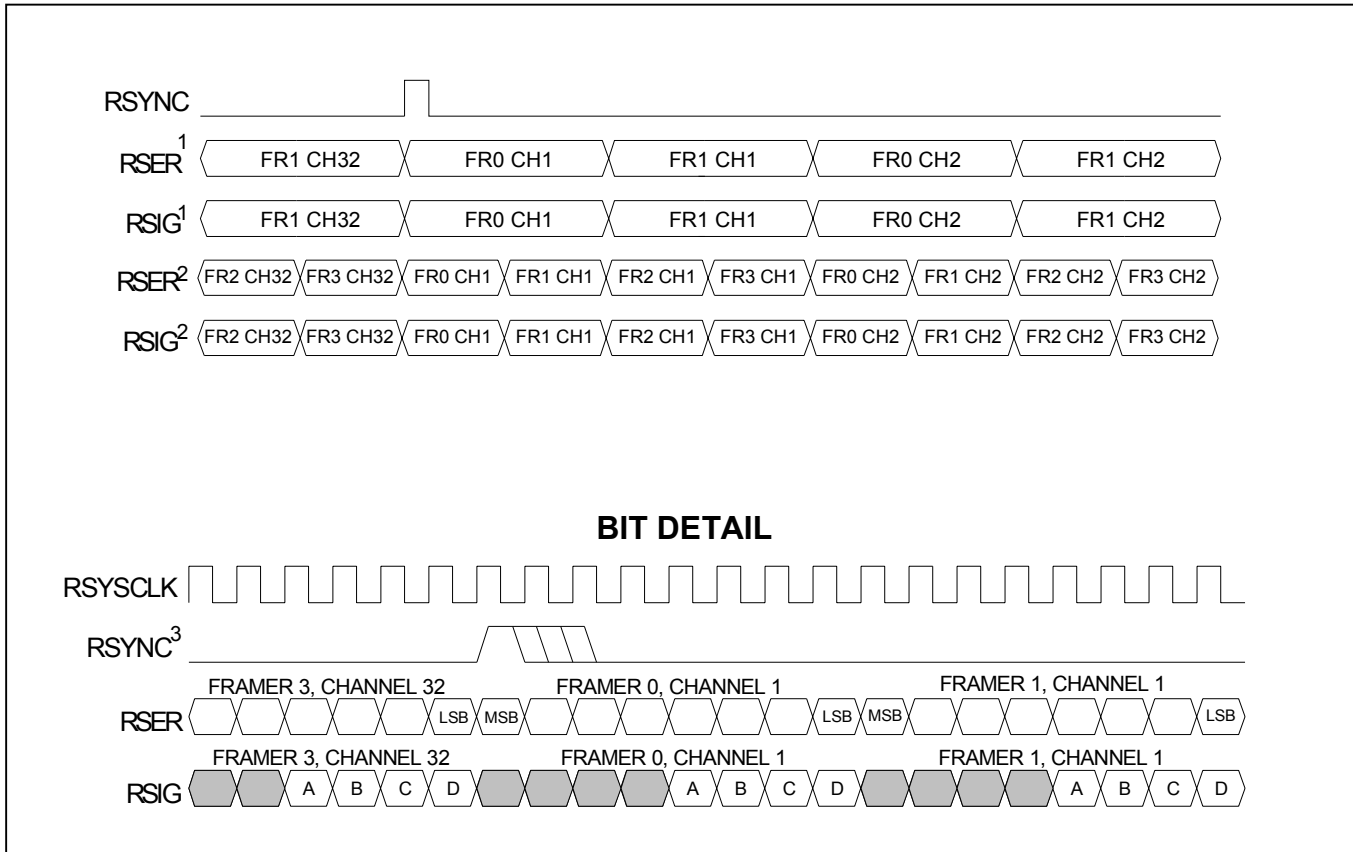 RSYNC
RSER1 FR1 CH32 FR0 CH1 FR1 CH1 FR0 CH2 FR1 CH2
RSIG1 FR1 CH32 FR0 CH1 FR1 CH1 FR0 CH2 FR1 CH2
RSER2 FR2 CH32 FR3 CH32 FR0 CH1 FR1 CH1 FR2 CH1 FR3 CH1 FR0 CH2 FR1 CH2 FR2 CH2 FR3 CH2
RSIG2 FR2 CH32 FR3 CH32 FR0 CH1 FR1 CH1 FR2 CH1 FR3 CH1 FR0 CH2 FR1 CH2 FR2 CH2 FR3 CH2
BIT DETAIL
RSYSCLK
RSYNC3
FRAMER 3, CHANNEL 32 FRAMER 0, CHANNEL 1 FRAMER 1, CHANNEL 1
RSER LSB MSB LSB MSB LSB
FRAMER 3, CHANNEL 32 FRAMER 0, CHANNEL 1 FRAMER 1, CHANNEL 1
RSIG A B C D A B C D A B C D